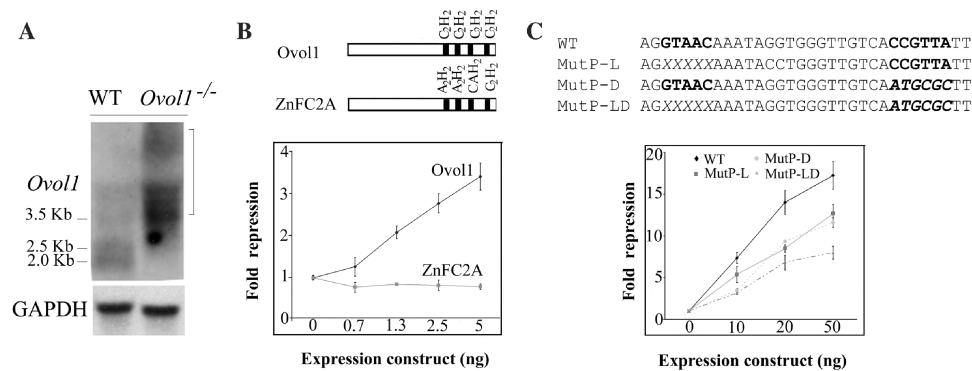 A
WT Ovol1-/-
Ovol1
3.5 Kb
2.5 Kb
2.0 Kb
GAPDH
B
C2H2 C2H2 C2H2 C2H2
Ovol1
A2H2 A2H2 CAH2 C2H2
ZnFC2A
4
3
2
1
0
Fold repression
Ovol1
ZnFC2A
0 0.7 1.3 2.5 5
Expression construct (ng)
C
WT AGGTAACAAATAGGTGGGTTGTCACCGTTATT
MutP-L AGXXXXXAAATAGGTGGGTTGTCACCGTTATT
MutP-D AGGTAACAAATAGGTGGGTTGTCAATGCGCTT
MutP-LD AGXXXXXAAATAGGTGGGTTGTCAATGCGCTT
20
15
10
5
0
Fold repression
WT MutP-D
MutP-L MutP-LD
0 10 20 50
Expression construct (ng)